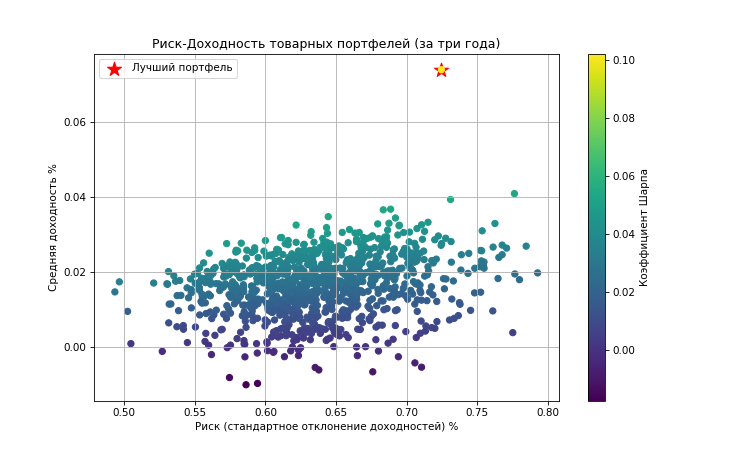 Риск-Доходность товарных портфелей (за три года)
Лучший портфель
0.06
0.04
0.02
0.00
Средняя доходность %
0.50 0.55 0.60 0.65 0.70 0.75 0.80
Риск (стандартное отклонение доходностей) %
0.10
0.08
0.06
0.04
0.02
0.00
Коэффициент Шарпа